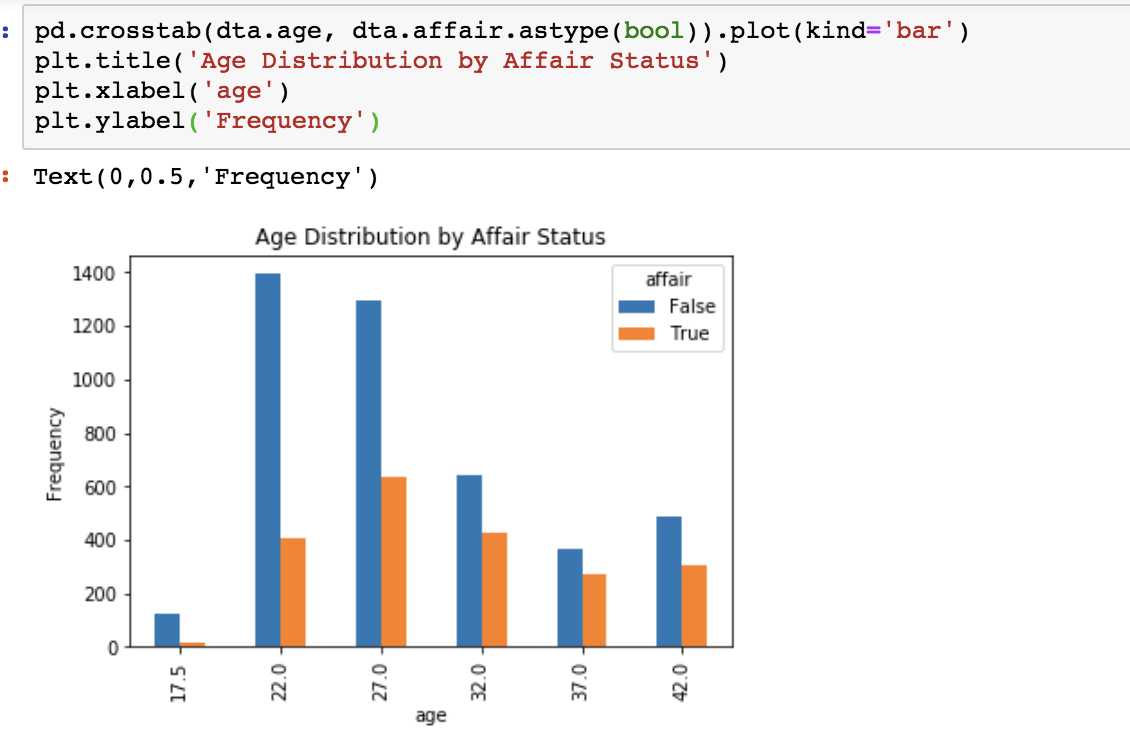 pd.crosstab(dta.age, dta.affair.astype(bool)).plot(kind='bar')
plt.title('Age Distribution by Affair Status')
plt.xlabel('age')
plt.ylabel('Frequency')
Text(0,0.5,'Frequency')
Age Distribution by Affair Status
affair
False
True
1400
1200
1000
800
600
400
200
0
Frequency
17.5
22.0
27.0
32.0
37.0
42.0
age